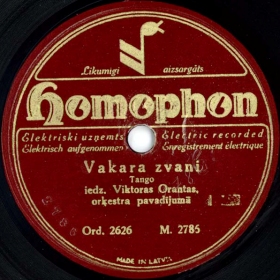 Likumīgi aizsargāts
Homophon
Elektriski uzņemts Electric recorded
Elektrisch aufgenommen Enregistrement électrique
Vakara zvani
Tango
iedz. Viktoras Orantas,
orķestra pavadijumā
Ord. 2626 M. 2785
MADE IN LATVIA